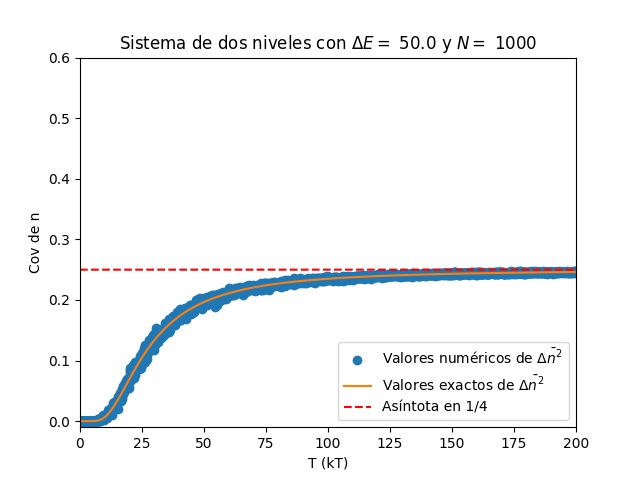 Sistema de dos niveles con ΔE = 50.0 y N = 1000
0.6
0.5
0.4
0.3
0.2
0.1
0.0
Cov de n
0 25 50 75 100 125 150 175 200
T (kT)
Valores numéricos de Δn̄²
Valores exactos de Δn̄²
Asíntota en 1/4